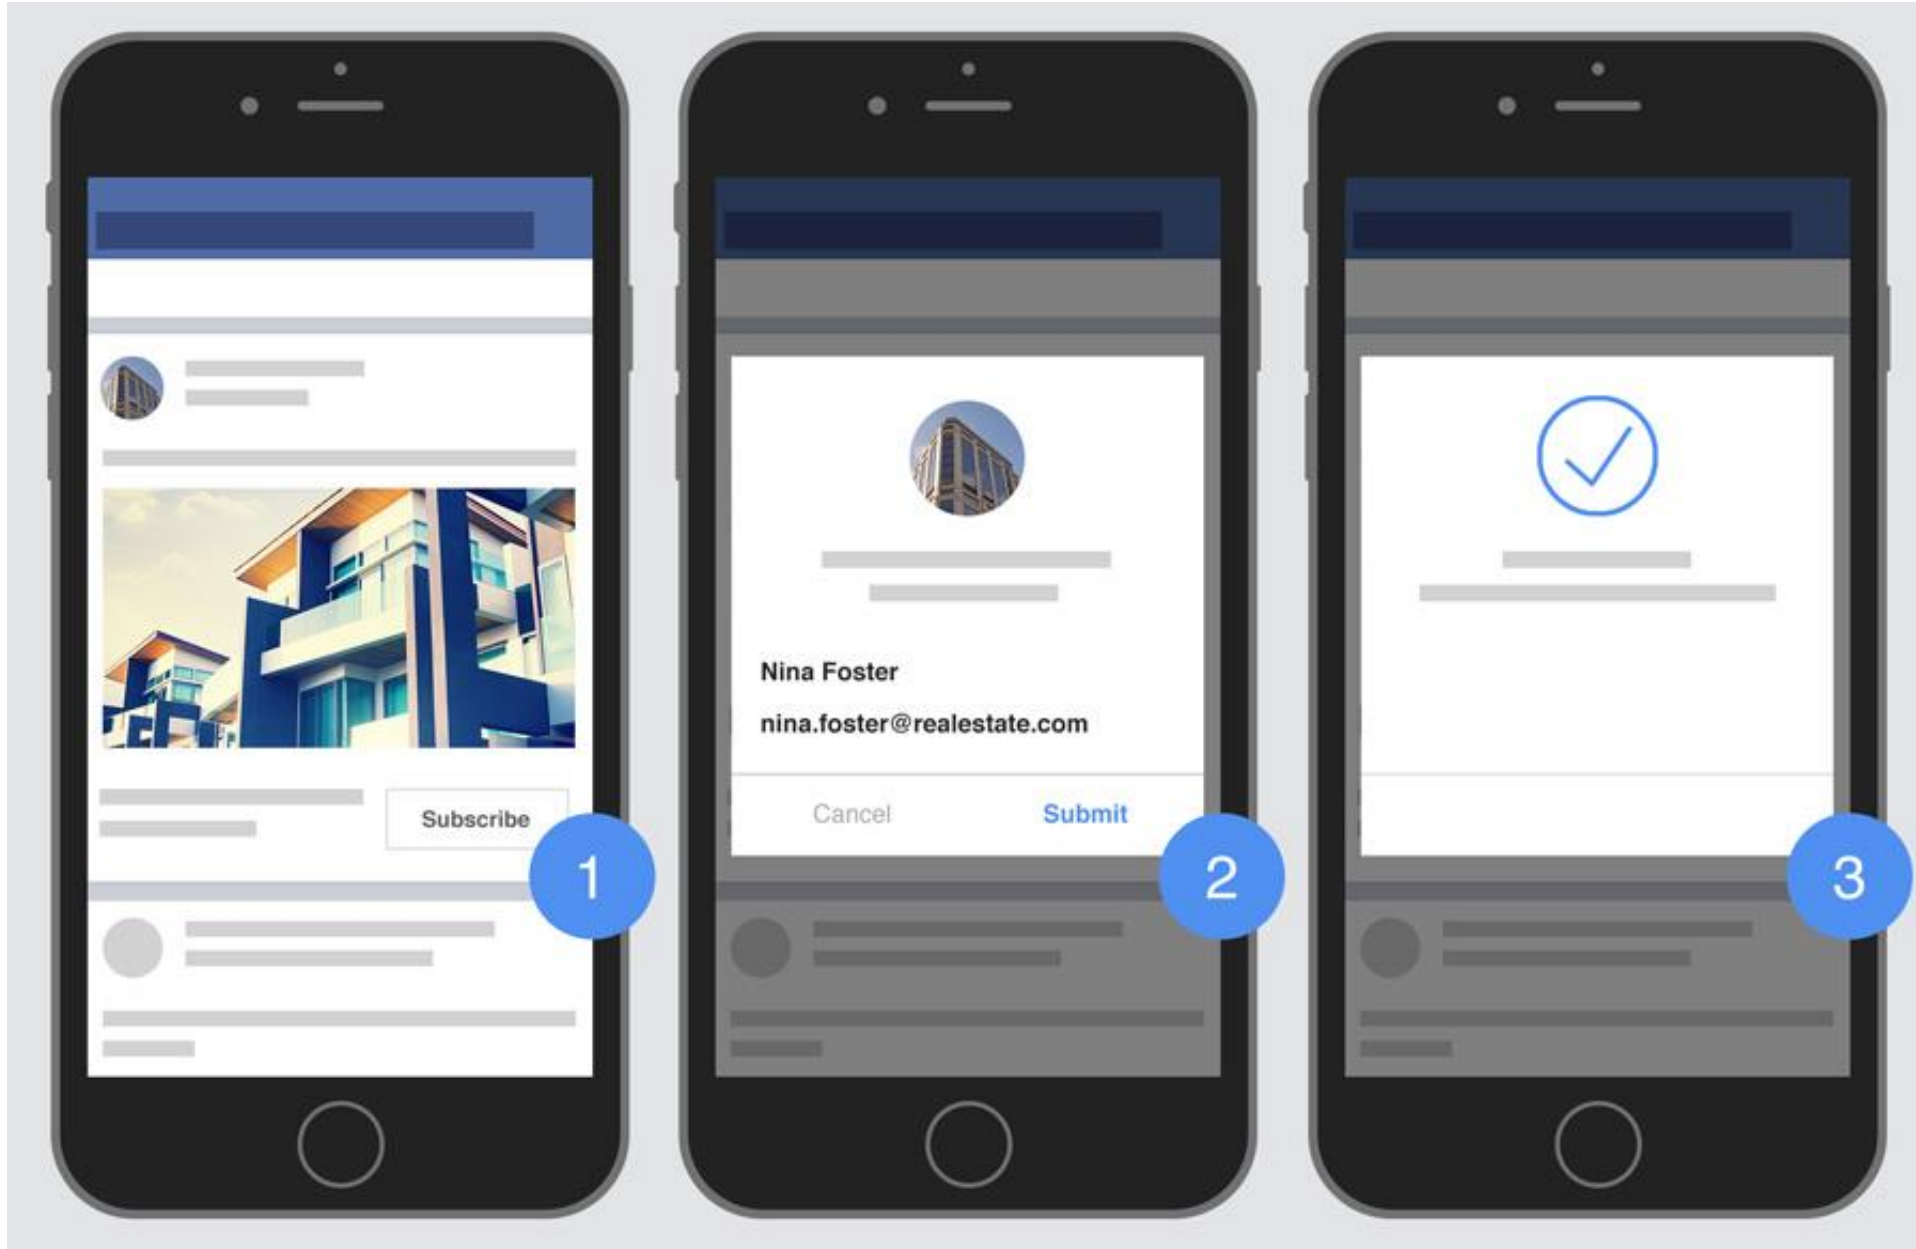 Subscribe
1
Nina Foster
nina.foster@realestate.com
Cancel Submit
2
3